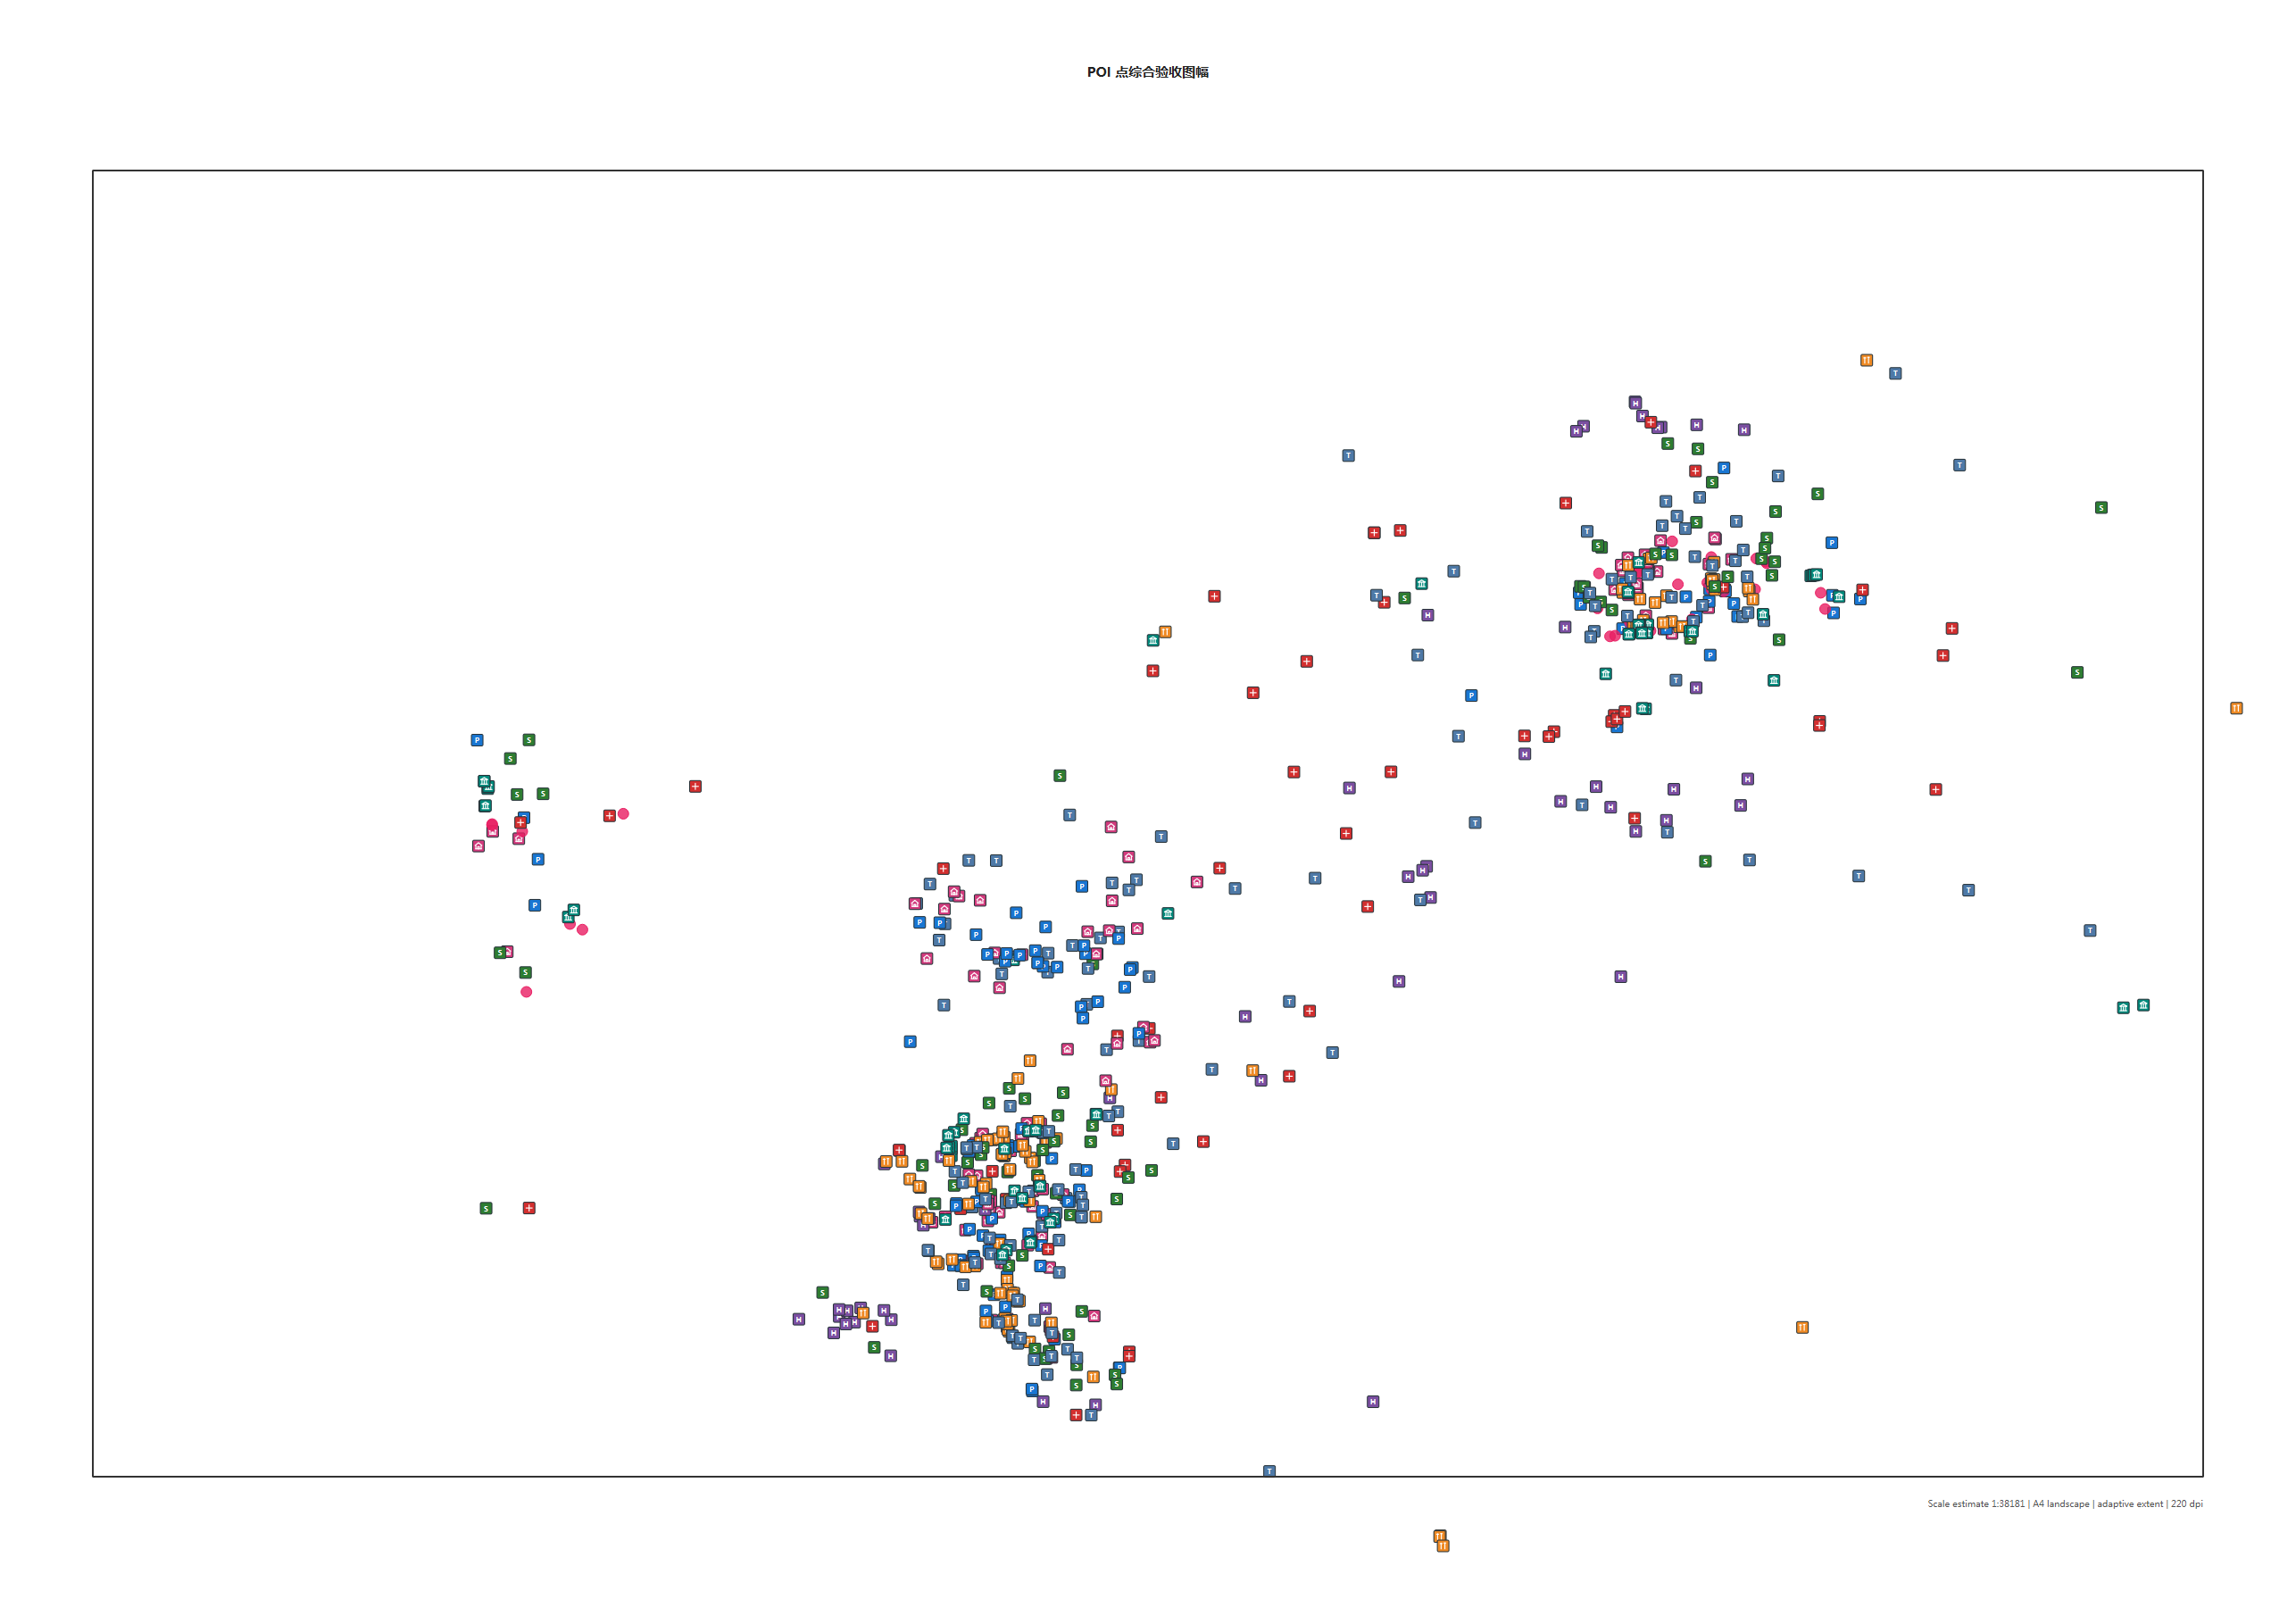 POI 点综合验收图幅
Scale estimate 1:38181 | A4 landscape | adaptive extent | 220 dpi